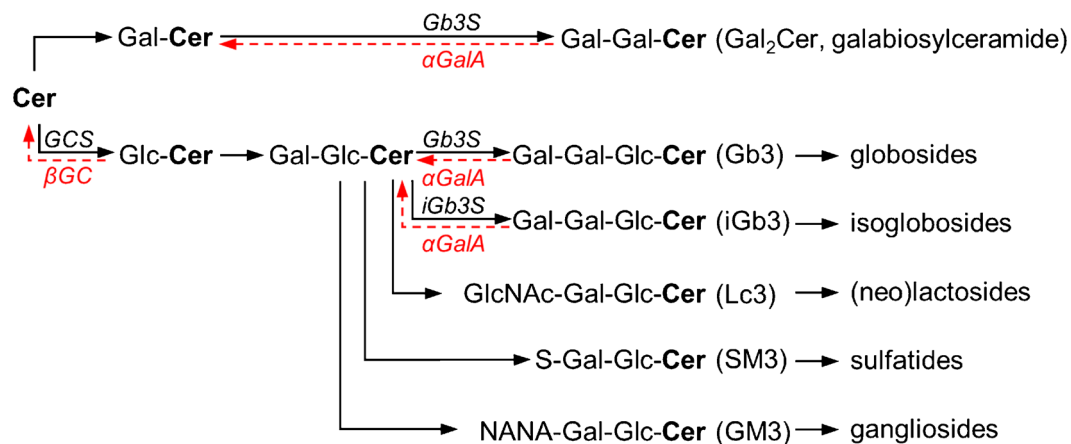 Gb3S
Gal-Cer Gal-Gal-Cer (Gal₂Cer, galabiosylceramide)
αGalA
Cer
GCS Gb3S
Glc-Cer Gal-Glc-Cer Gal-Gal-Glc-Cer (Gb3) globosides
βGC αGalA
iGb3S
Gal-Gal-Glc-Cer (iGb3) isoglobosides
αGalA
GlcNAc-Gal-Glc-Cer (Lc3) (neo)lactosides
S-Gal-Glc-Cer (SM3) sulfatides
NANA-Gal-Glc-Cer (GM3) gangliosides